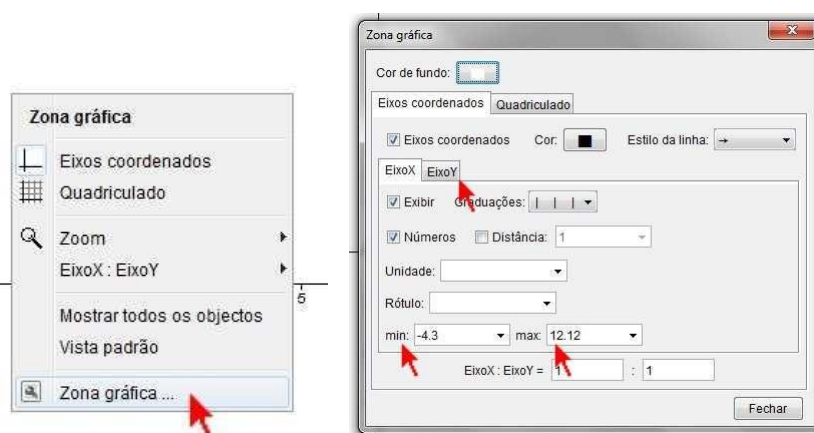 Zona gráfica
Eixos coordenados
Quadriculado
Zoom
EixoX : EixoY
Mostrar todos os objectos
Vista padrão
Zona gráfica ...
5
Zona gráfica
Cor de fundo:
Eixos coordenados Quadriculado
Eixos coordenados Cor: Estilo da linha:
EixoX EixoY
Exibir Graduações:
Números Distância: 1
Unidade:
Rótulo:
min: -4.3 max: 12.12
EixoX : EixoY = 1 : 1
Fechar